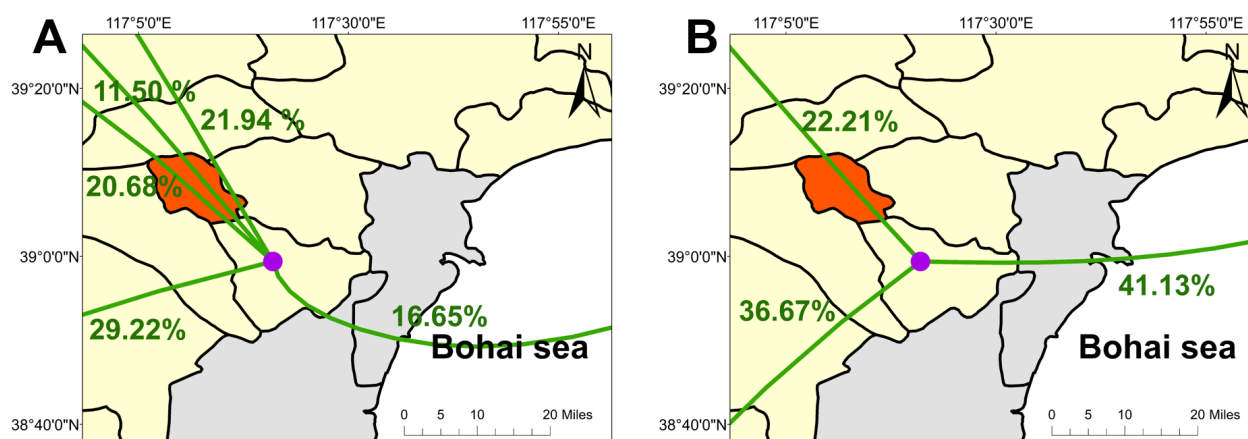 A
117°5'0"E
117°30'0"E
117°55'0"E
39°20'0"N
39°0'0"N
38°40'0"N
N
11.50 %
21.94 %
20.68%
29.22%
16.65%
Bohai sea
0 5 10 20 Miles
B
117°5'0"E
117°30'0"E
117°55'0"E
39°20'0"N
39°0'0"N
38°40'0"N
N
22.21%
36.67%
41.13%
Bohai sea
0 5 10 20 Miles